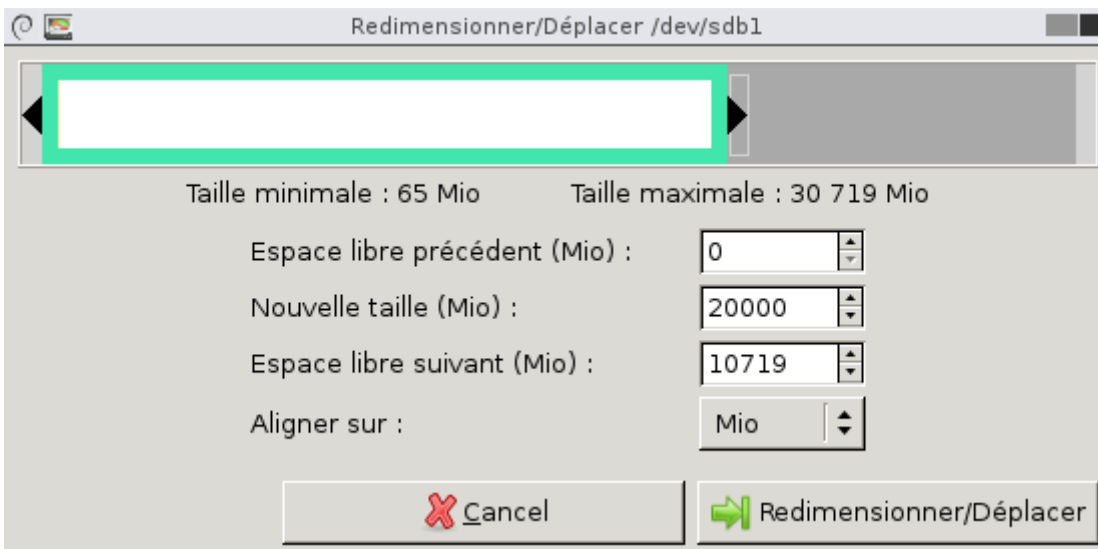 Redimensionner/Déplacer /dev/sdb1
Taille minimale : 65 Mio Taille maximale : 30 719 Mio
Espace libre précédent (Mio) : 0
Nouvelle taille (Mio) : 20000
Espace libre suivant (Mio) : 10719
Aligner sur : Mio
Cancel Redimensionner/Déplacer